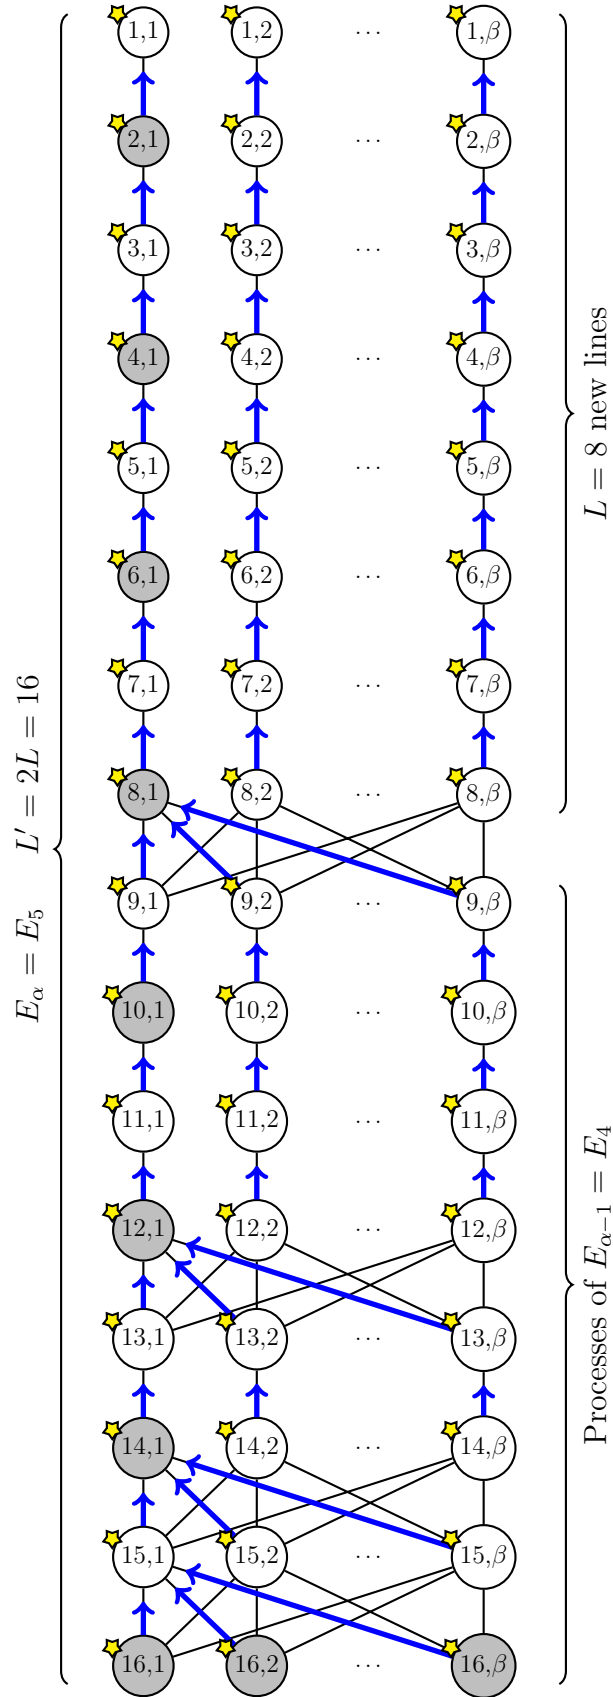 1,1 1,2 ... 1,β
2,1 2,2 ... 2,β
3,1 3,2 ... 3,β
4,1 4,2 ... 4,β
5,1 5,2 ... 5,β
6,1 6,2 ... 6,β
7,1 7,2 ... 7,β
8,1 8,2 ... 8,β
9,1 9,2 ... 9,β
10,1 10,2 ... 10,β
11,1 11,2 ... 11,β
12,1 12,2 ... 12,β
13,1 13,2 ... 13,β
14,1 14,2 ... 14,β
15,1 15,2 ... 15,β
16,1 16,2 ... 16,β
E_α = E_5 L′ = 2L = 16
L = 8 new lines
Processes of E_{α−1} = E_4